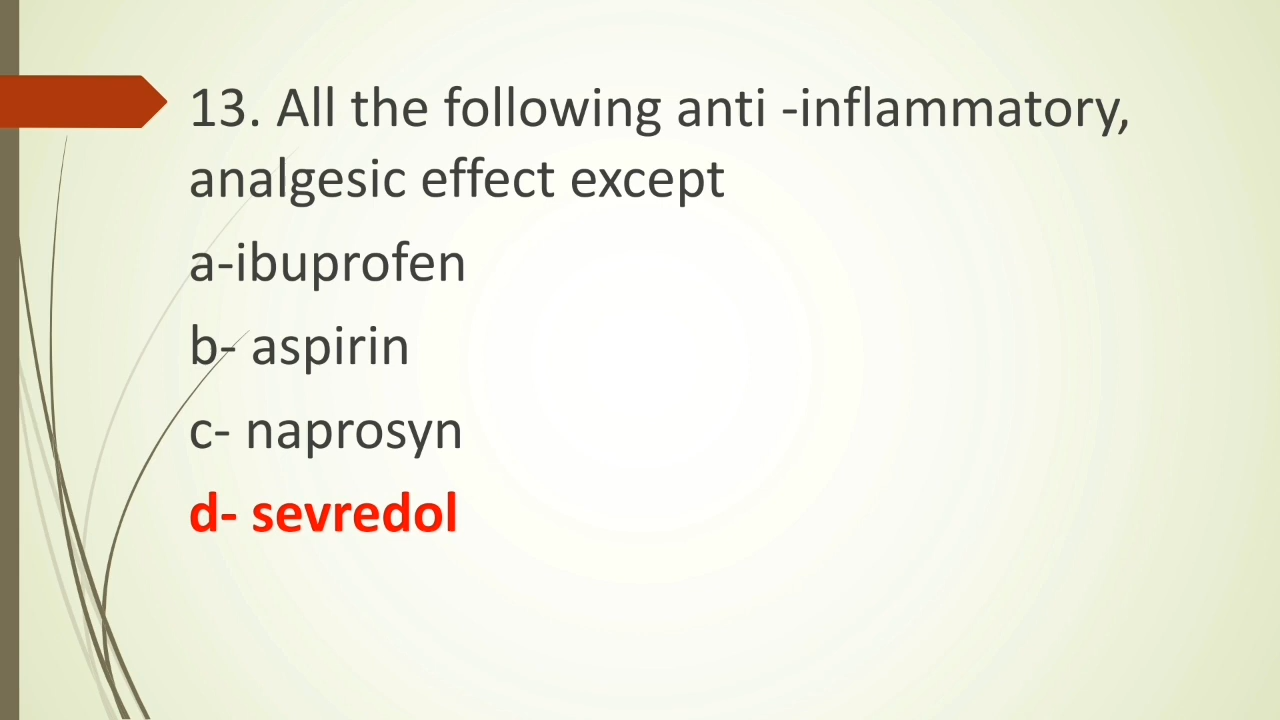 13. All the following anti -inflammatory,
analgesic effect except
a-ibuprofen
b- aspirin
c- naprosyn
d- sevredol